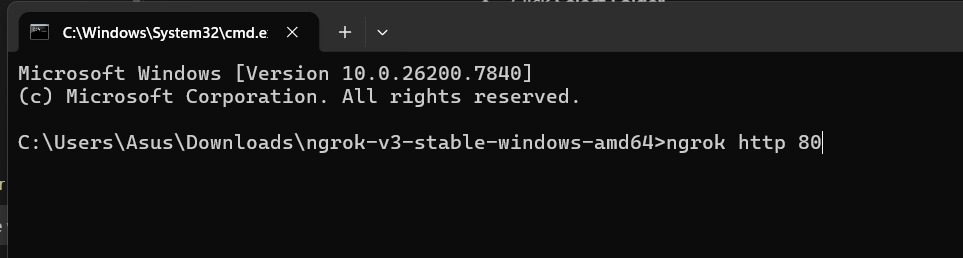 C:\Windows\System32\cmd.e
Microsoft Windows [Version 10.0.26200.7840]
(c) Microsoft Corporation. All rights reserved.
C:\Users\Asus\Downloads\ngrok-v3-stable-windows-amd64>ngrok http 80